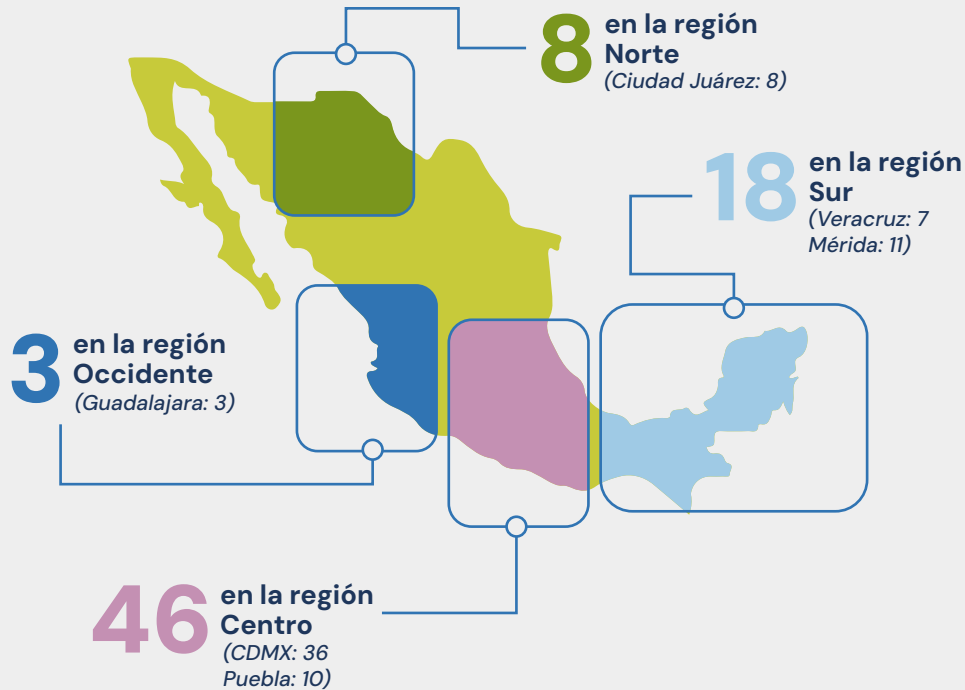 8
en la región
Norte
(Ciudad Juárez: 8)
18
en la región
Sur
(Veracruz: 7
Mérida: 11)
3
en la región
Occidente
(Guadalajara: 3)
46
en la región
Centro
(CDMX: 36
Puebla: 10)